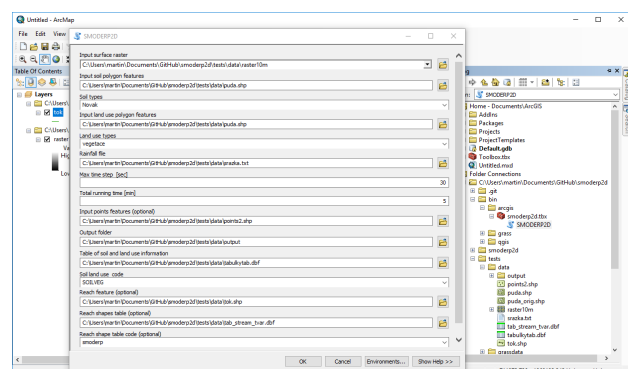 Untitled - ArcMap
File Edit View
Table Of Contents
Layers
C:\Users\
tok
C:\Users\
raster
Va
Hig
Lov
SMODERP2D
Input surface raster
C:\Users\martin\Documents\GitHub\smoderp2d\tests\data\raster10m
Input soil polygon features
C:\Users\martin\Documents\GitHub\smoderp2d\tests\data\puda.shp
Soil types
Novak
Input land use polygon features
C:\Users\martin\Documents\GitHub\smoderp2d\tests\data\puda.shp
Land use types
vegetace
Rainfall file
C:\Users\martin\Documents\GitHub\smoderp2d\tests\data\srazka.txt
Max time step [sec]
30
Total running time [min]
5
Input points features (optional)
C:\Users\martin\Documents\GitHub\smoderp2d\tests\data\points2.shp
Output folder
C:\Users\martin\Documents\GitHub\smoderp2d\tests\data\output
Table of soil and land use information
C:\Users\martin\Documents\GitHub\smoderp2d\tests\data\tabulkytab.dbf
Soil land use code
SOILVEG
Reach feature (optional)
C:\Users\martin\Documents\GitHub\smoderp2d\tests\data\tok.shp
Reach shapes table (optional)
C:\Users\martin\Documents\GitHub\smoderp2d\tests\data\tab_stream_tvar.dbf
Reach shape table code (optional)
smoderp
OK Cancel Environments... Show Help >>
SMODERP2D
Home - Documents\ArcGIS
AddIns
Packages
Projects
ProjectTemplates
Default.gdb
Toolbox.tbx
Untitled.mxd
Folder Connections
C:\Users\martin\Documents\GitHub\smoderp2d
.git
bin
arcgis
smoderp2d.tbx
SMODERP2D
grass
qgis
smoderp2d
tests
data
output
points2.shp
puda.shp
puda_orig.shp
raster10m
srazka.txt
tab_stream_tvar.dbf
tabulkytab.dbf
tok.shp
grassdata